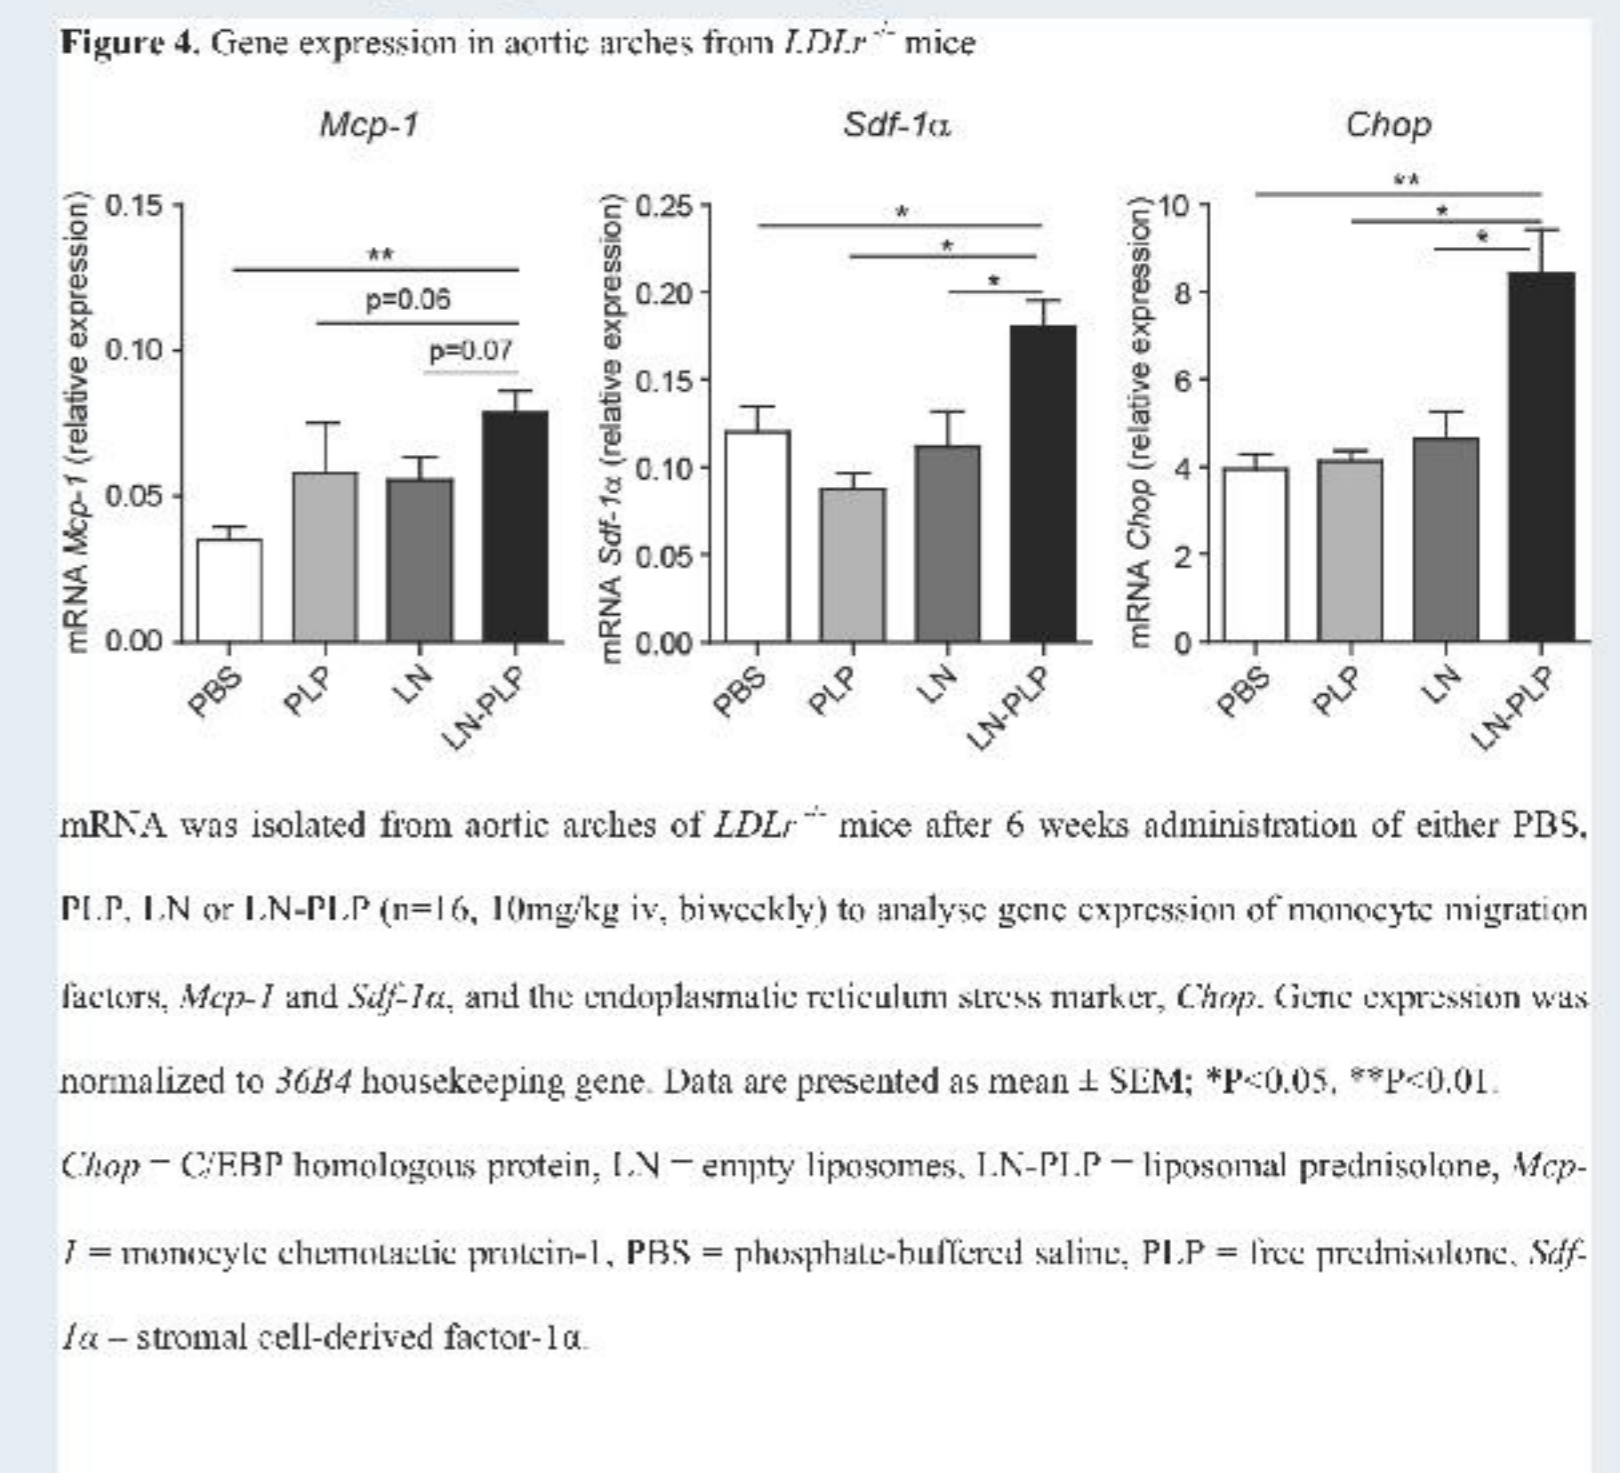 Figure 4. Gene expression in aortic arches from LDLr -/- mice
Mcp-1
Sdf-1α
Chop
mRNA Mcp-1 (relative expression)
0.15
0.10
0.05
0.00
**
p=0.06
p=0.07
PBS
PLP
LN
LN-PLP
mRNA Sdf-1α (relative expression)
0.25
0.20
0.15
0.10
0.05
0.00
*
*
*
PBS
PLP
LN
LN-PLP
mRNA Chop (relative expression)
10
8
6
4
2
0
**
*
*
PBS
PLP
LN
LN-PLP
mRNA was isolated from aortic arches of LDLr -/- mice after 6 weeks administration of either PBS,
PLP, LN or LN-PLP (n=16, 10mg/kg iv, biweekly) to analyse gene expression of monocyte migration
factors, Mcp-1 and Sdf-1α, and the endoplasmatic reticulum stress marker, Chop. Gene expression was
normalized to 36B4 housekeeping gene. Data are presented as mean ± SEM; *P<0.05, **P<0.01.
Chop = C/EBP homologous protein, LN = empty liposomes, LN-PLP = liposomal prednisolone, Mcp-
1 = monocyte chemotactic protein-1, PBS = phosphate-buffered saline, PLP = free prednisolone, Sdf-
1α = stromal cell-derived factor-1α.